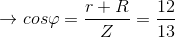 → cosφ = (r + R)/Z = 12/13